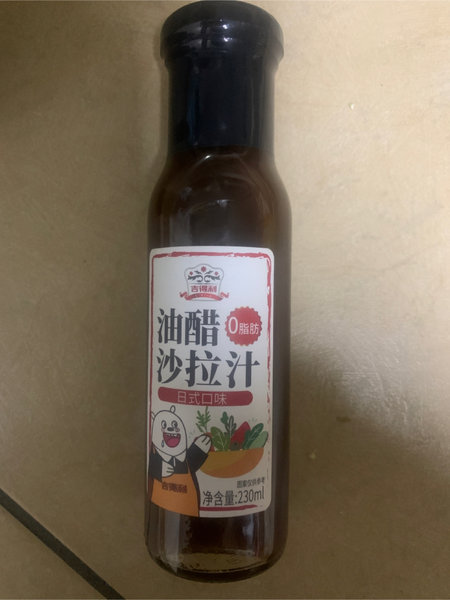 吉得利
油醋
0脂肪
沙拉汁
日式口味
吉得利
图案仅供参考
净含量:230ml